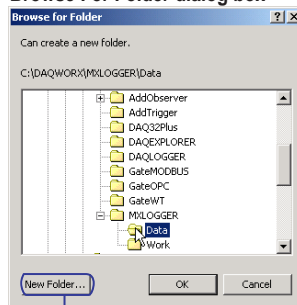 Browse For Folder dialog box
Browse for Folder
Can create a new folder.
C:\DAQWORX\MXLOGGER\Data
AddObserver
AddTrigger
DAQ32Plus
DAQEXPLORER
DAQLOGGER
GateMODBUS
GateOPC
GateWT
MXLOGGER
Data
Work
New Folder...
OK
Cancel